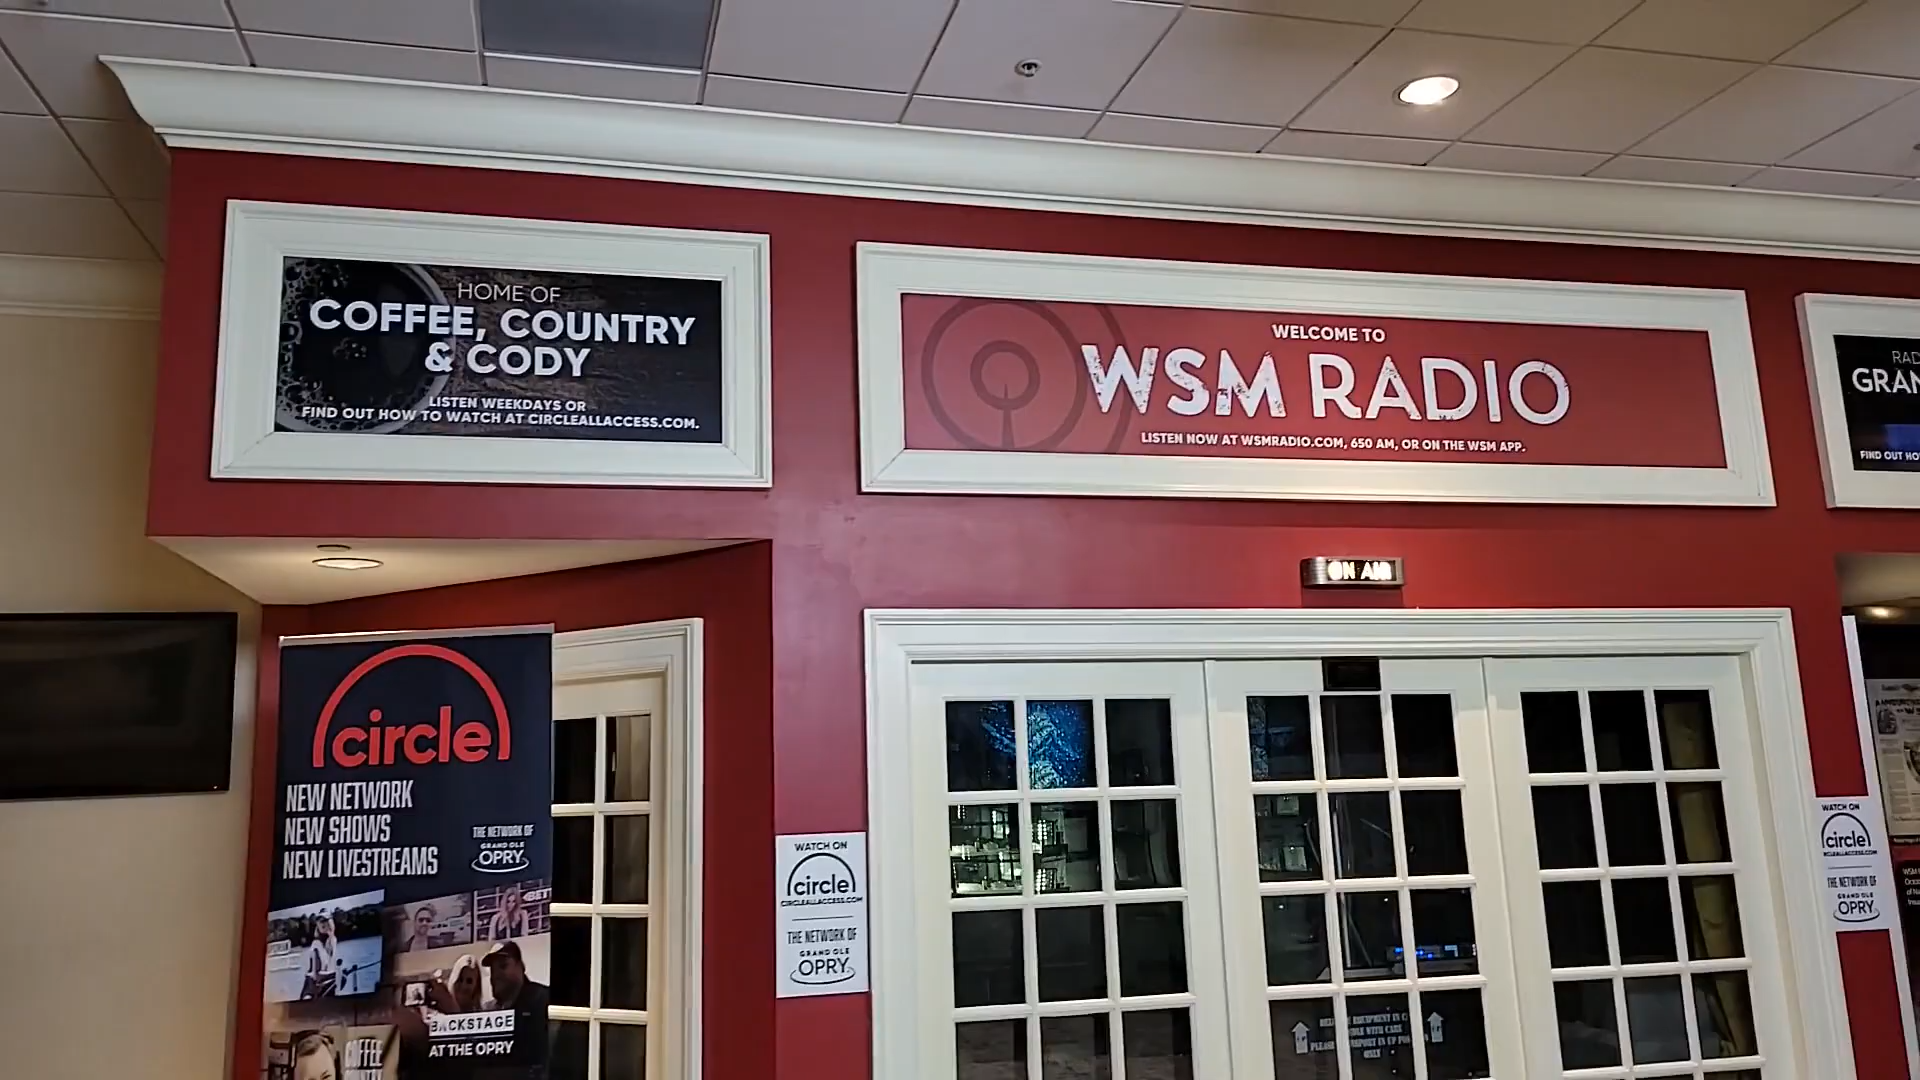 HOME OF
COFFEE, COUNTRY
& CODY
LISTEN WEEKDAYS OR
FIND OUT HOW TO WATCH AT CIRCLEALLACCESS.COM.
WELCOME TO
WSM RADIO
LISTEN NOW AT WSMRADIO.COM, 650 AM, OR ON THE WSM APP.
FIND OUT
ON AIR
circle
NEW NETWORK
NEW SHOWS
NEW LIVESTREAMS
THE NETWORK OF
GRAND OLE
OPRY
BACKSTAGE
AT THE OPRY
COFFEE
WATCH ON
circle
CIRCLEALLACCESS.COM
THE NETWORK OF
GRAND OLE
OPRY
WATCH ON
circle
CIRCLEALLACCESS.COM
THE NETWORK OF
GRAND OLE
OPRY